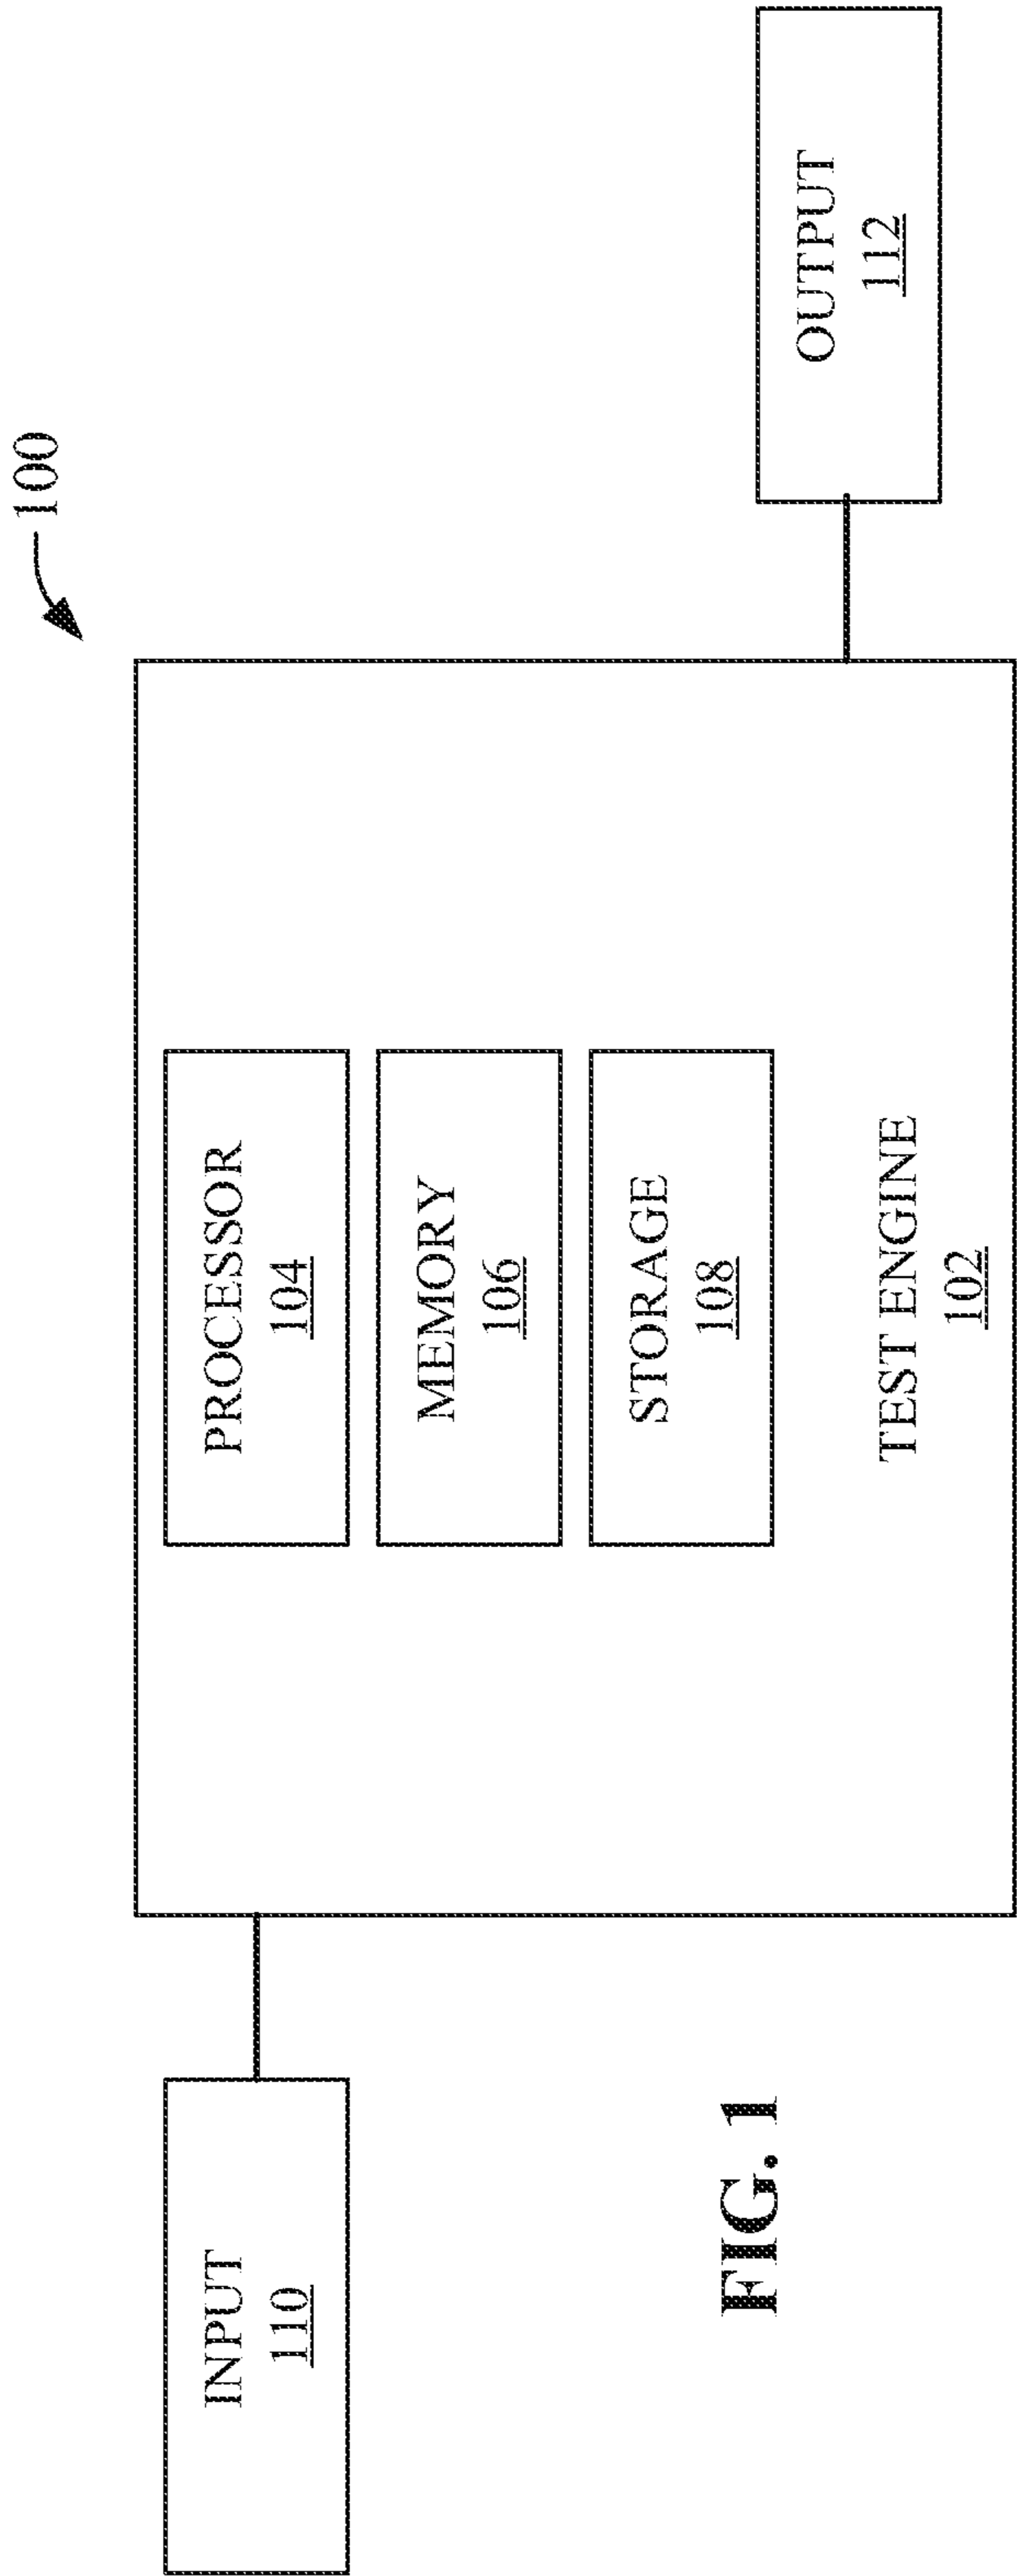 100
INPUT
110
PROCESSOR
104
MEMORY
106
STORAGE
108
TEST ENGINE
102
OUTPUT
112
FIG. 1